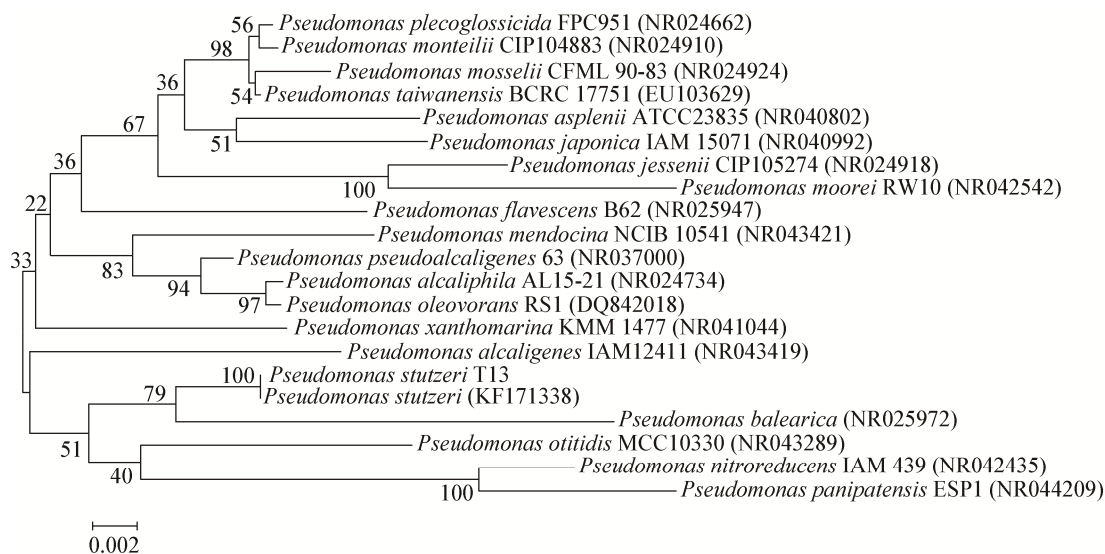 56
Pseudomonas plecoglossicida FPC951 (NR024662)
98
Pseudomonas monteilii CIP104883 (NR024910)
Pseudomonas mosselii CFML 90-83 (NR024924)
36
54
Pseudomonas taiwanensis BCRC 17751 (EU103629)
Pseudomonas asplenii ATCC23835 (NR040802)
67
51
Pseudomonas japonica IAM 15071 (NR040992)
36
Pseudomonas jessenii CIP105274 (NR024918)
100
Pseudomonas moorei RW10 (NR042542)
22
Pseudomonas flavescens B62 (NR025947)
Pseudomonas mendocina NCIB 10541 (NR043421)
33
83
Pseudomonas pseudoalcaligenes 63 (NR037000)
94
Pseudomonas alcaliphila AL15-21 (NR024734)
97
Pseudomonas oleovorans RS1 (DQ842018)
Pseudomonas xanthomarina KMM 1477 (NR041044)
Pseudomonas alcaligenes IAM12411 (NR043419)
100
Pseudomonas stutzeri T13
79
Pseudomonas stutzeri (KF171338)
Pseudomonas balearica (NR025972)
51
Pseudomonas otitidis MCC10330 (NR043289)
40
Pseudomonas nitroreducens IAM 439 (NR042435)
100
Pseudomonas panipatensis ESP1 (NR044209)
0.002